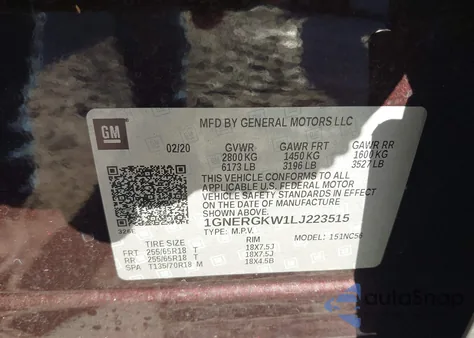 GM
MFD BY GENERAL MOTORS LLC
02/20 GVWR GAWR FRT GAWR RR
2800 KG 1450 KG 1600 KG
6173 LB 3196 LB 3527 LB
THIS VEHICLE CONFORMS TO ALL
APPLICABLE U.S. FEDERAL MOTOR
VEHICLE SAFETY STANDARDS IN EFFECT
ON THE DATE OF MANUFACTURE
SHOWN ABOVE.
1GNERGKW1LJ223515
TYPE: M.P.V. MODEL: 1S1NC56
TIRE SIZE RIM
FRT 255/65R18 T 18X7.5J
RR 255/65R18 T 18X7.5J
SPA T135/70R18 M 18X4.5B
autoSnap